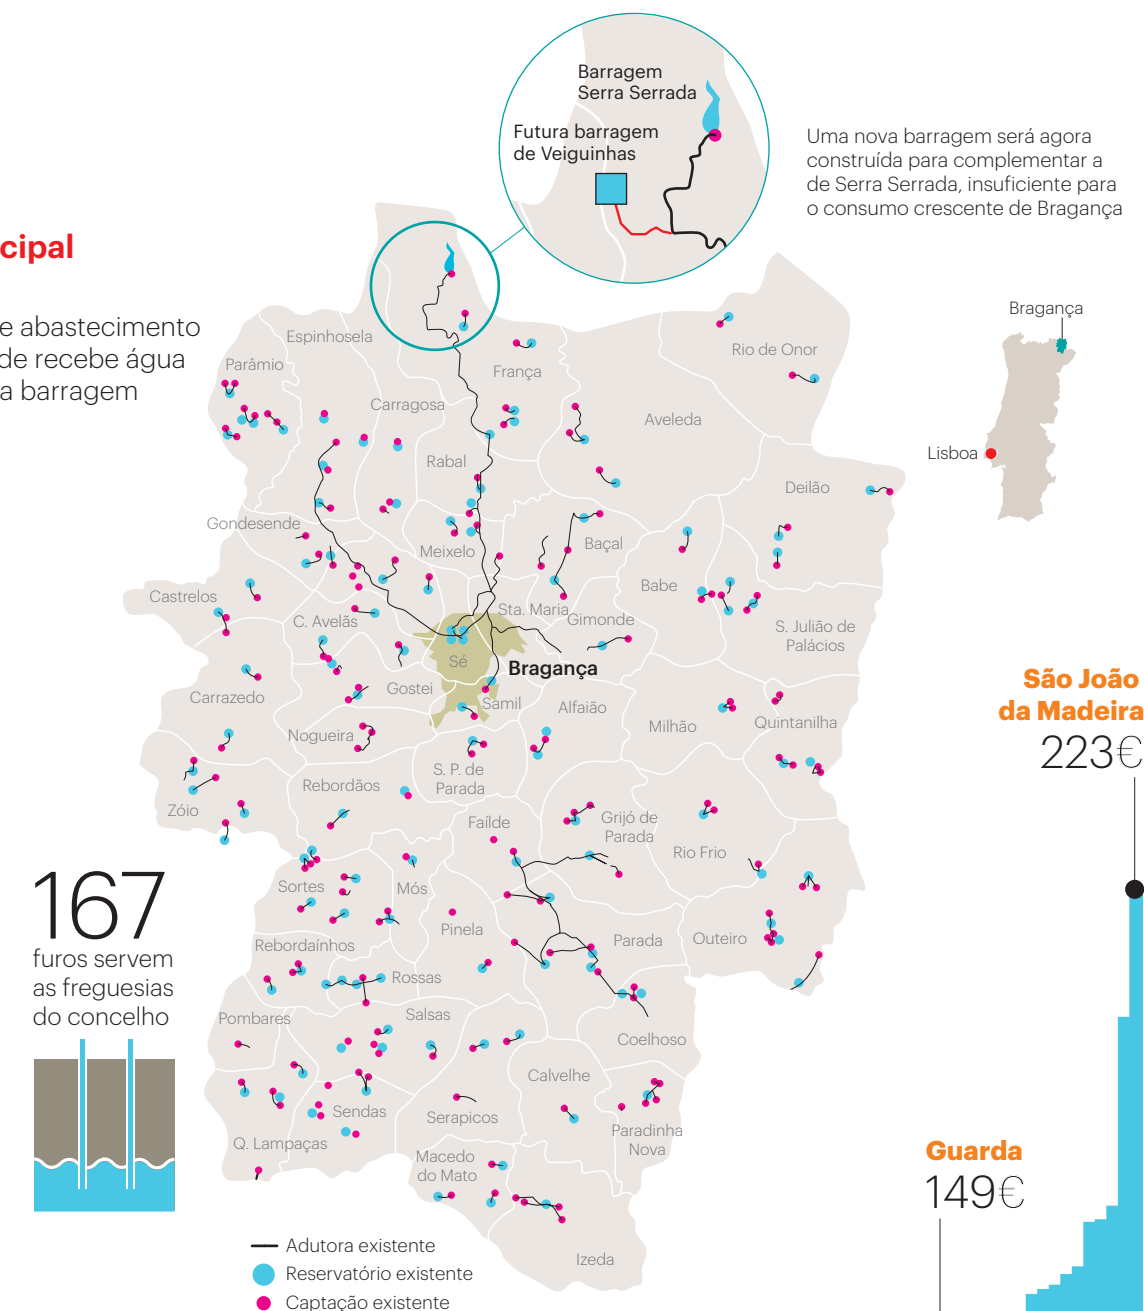 Barragem
Serra Serrada
Futura barragem
de Veiguinhas
Uma nova barragem será agora
construída para complementar a
de Serra Serrada, insuficiente para
o consumo crescente de Bragança
cipal
e abastecimento
de recebe água
a barragem
Bragança
Lisboa
Espinhosela
Parâmio
França
Rio de Onor
Carragosa
Aveleda
Rabal
Deilão
Gondesende
Meixelo
Baçal
Babe
Castrelos
C. Avelãs
Sta. Maria
Gimonde
S. Julião de
Palácios
Sé
Bragança
Carrazedo
Gostei
Samil
Alfaião
Milhão
Quintanilha
Nogueira
S. P. de
Parada
Rebordãos
Zóio
Faílde
Grijó de
Parada
Rio Frio
Sortes
Mós
Pinela
Parada
Outeiro
Rebordaínhos
Rossas
Pombares
Salsas
Coelhoso
Calvelhe
Sendas
Serapicos
Paradinha
Nova
Q. Lampaças
Macedo
do Mato
Izeda
167
furos servem
as freguesias
do concelho
Adutora existente
Reservatório existente
Captação existente
São João
da Madeira
223€
Guarda
149€